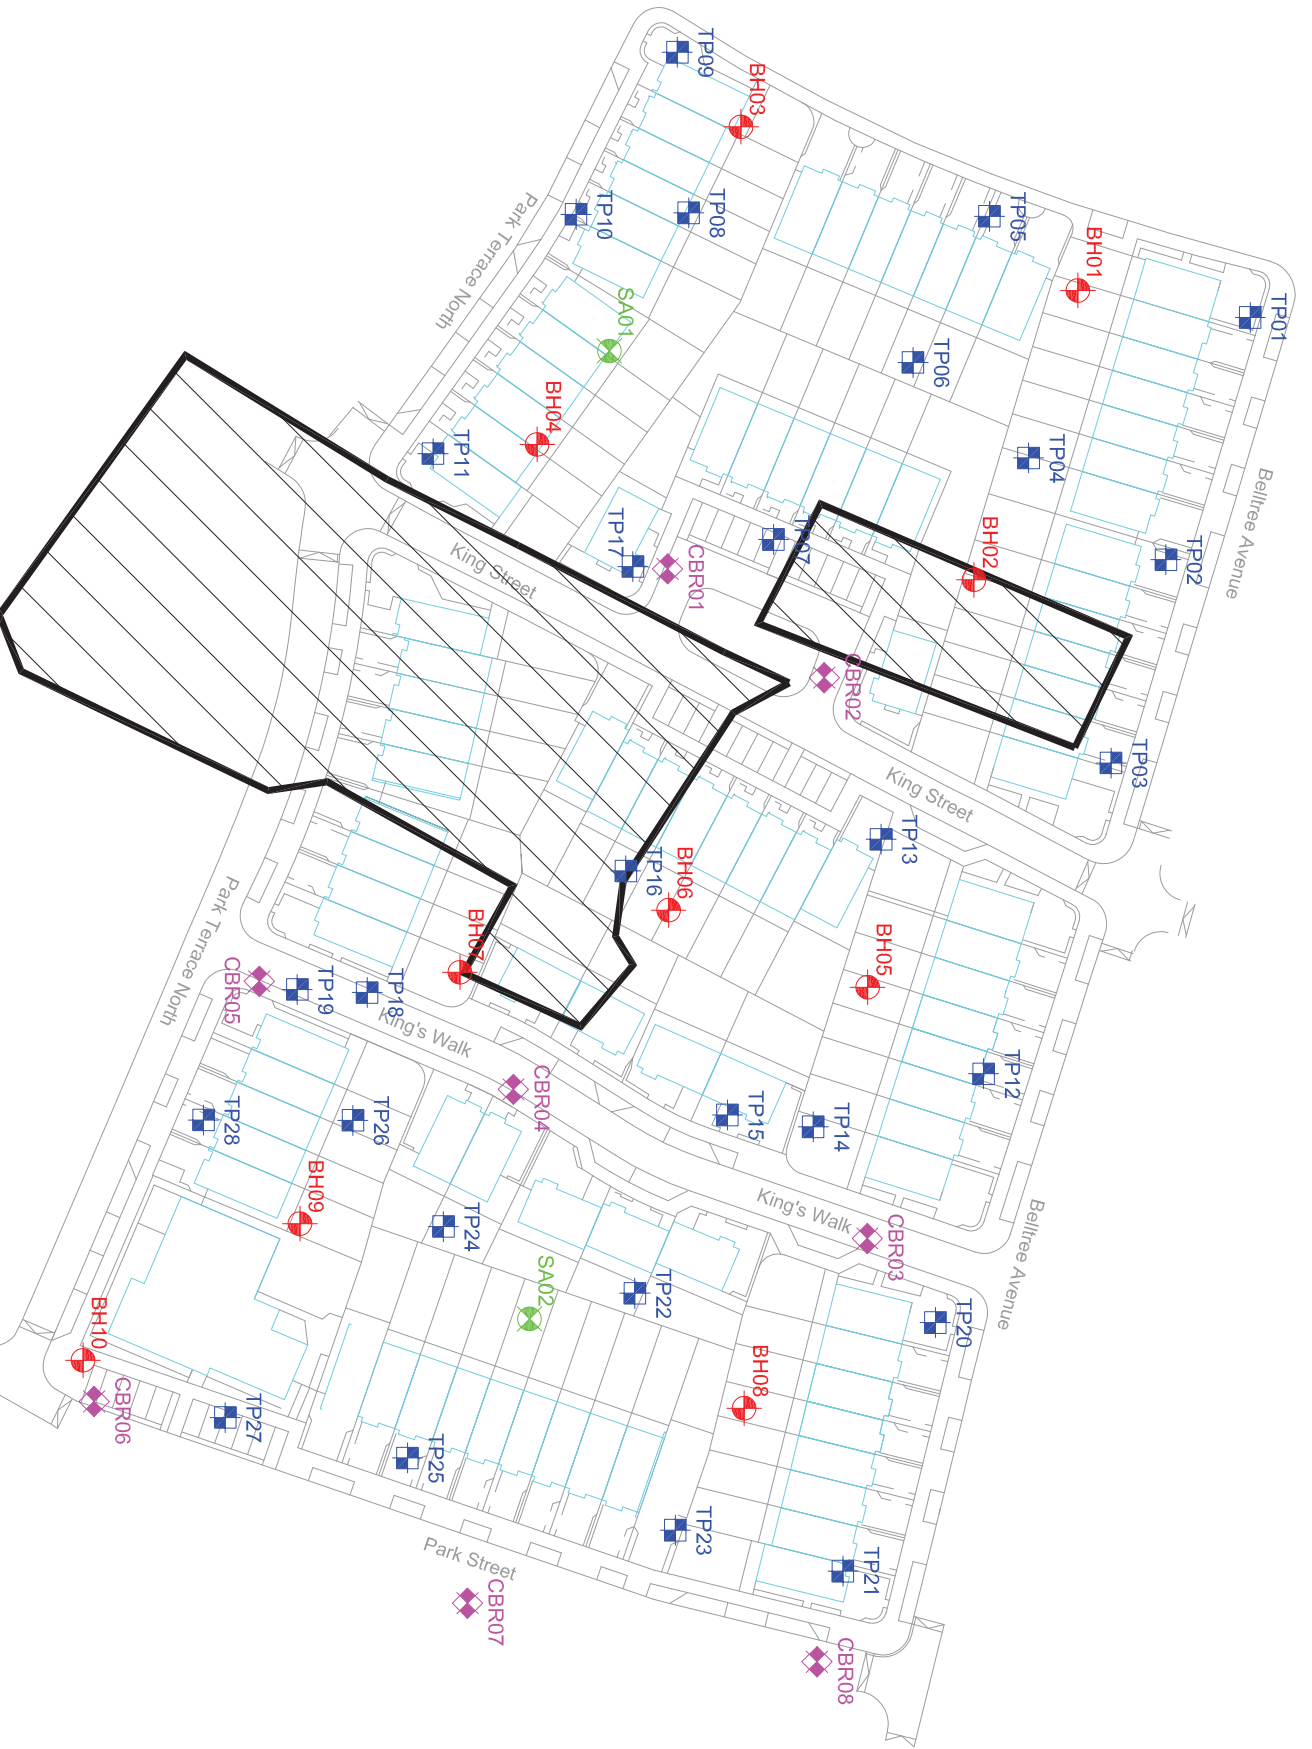 TP09
BH03
TP08
TP10
Park Terrace North
SA01
BH04
TP11
TP05
BH01
TP01
TP06
TP04
Belltree Avenue
BH02
TP02
TP07
TP17
CBR01
King Street
CBR02
TP03
King Street
TP13
TP16
BH06
BH05
BH07
Park Terrace North
CBR05
TP19
TP18
King's Walk
CBR04
TP12
TP15
TP14
TP28
TP26
BH09
King's Walk
CBR03
Belltree Avenue
TP24
SA02
TP22
TP20
BH10
CBR06
TP27
BH08
TP25
TP23
TP21
Park Street
CBR07
CBR08